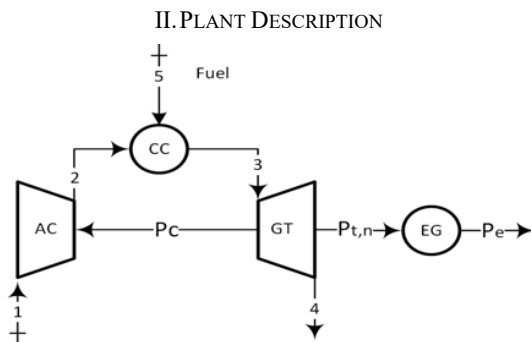 II. PLANT DESCRIPTION
5 Fuel
CC
2 3
AC Pc GT Pt,n EG Pe
1 4